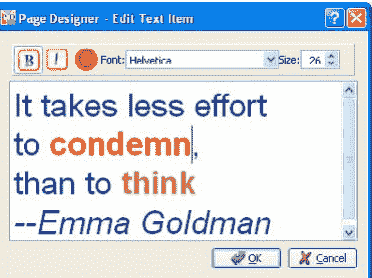 Page Designer - Edit Text Item
B I Font: Helvetica Size: 26
It takes less effort
to condemn,
than to think
--Emma Goldman
OK Cancel